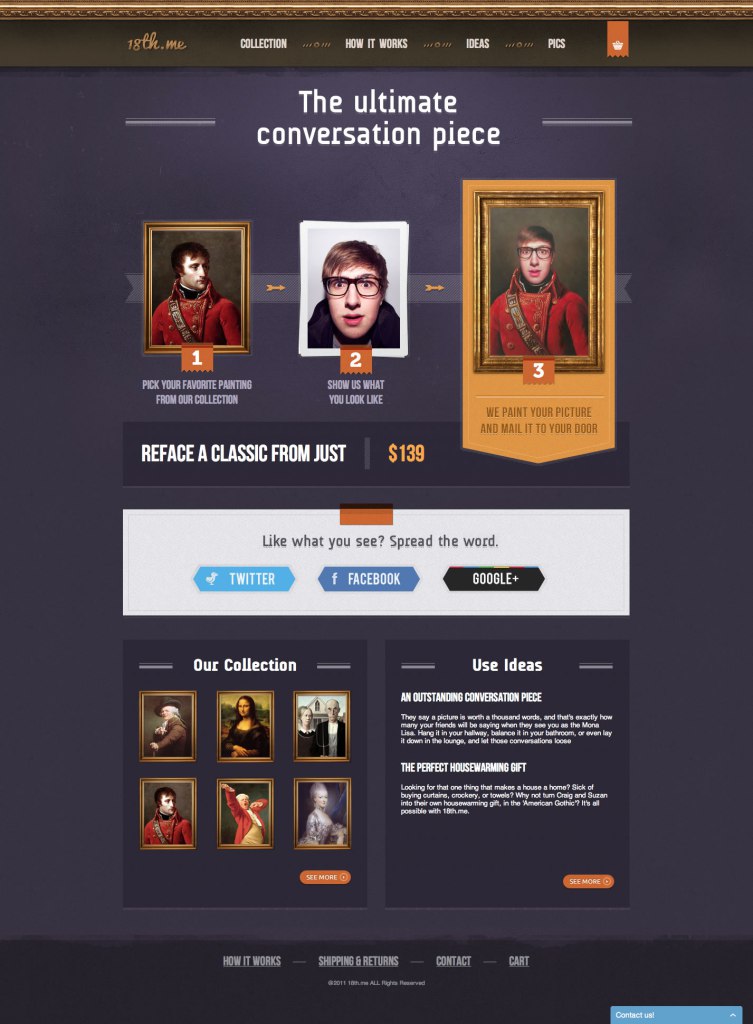 18th.me
COLLECTION
HOW IT WORKS
IDEAS
PICS
The ultimate
conversation piece
1
PICK YOUR FAVORITE PAINTING
FROM OUR COLLECTION
2
SHOW US WHAT
YOU LOOK LIKE
3
WE PAINT YOUR PICTURE
AND MAIL IT TO YOUR DOOR
REFACE A CLASSIC FROM JUST
$139
Like what you see? Spread the word.
TWITTER
f FACEBOOK
GOOGLE+
Our Collection
SEE MORE
Use Ideas
AN OUTSTANDING CONVERSATION PIECE
They say a picture is worth a thousand words, and that's exactly how
many your friends will be saying when they see you as the Mona
Lisa. Hang it in your hallway, balance it in your bathroom, or even lay
it down in the lounge, and let those conversations loose
THE PERFECT HOUSEWARMING GIFT
Looking for that one thing that makes a house a home? Sick of
buying curtains, crockery, or towels? Why not turn Craig and Suzan
into their own housewarming gift, in the 'American Gothic'? It's all
possible with 18th.me.
SEE MORE
HOW IT WORKS
SHIPPING & RETURNS
CONTACT
CART
©2011 18th.me ALL Rights Reserved
Contact us!